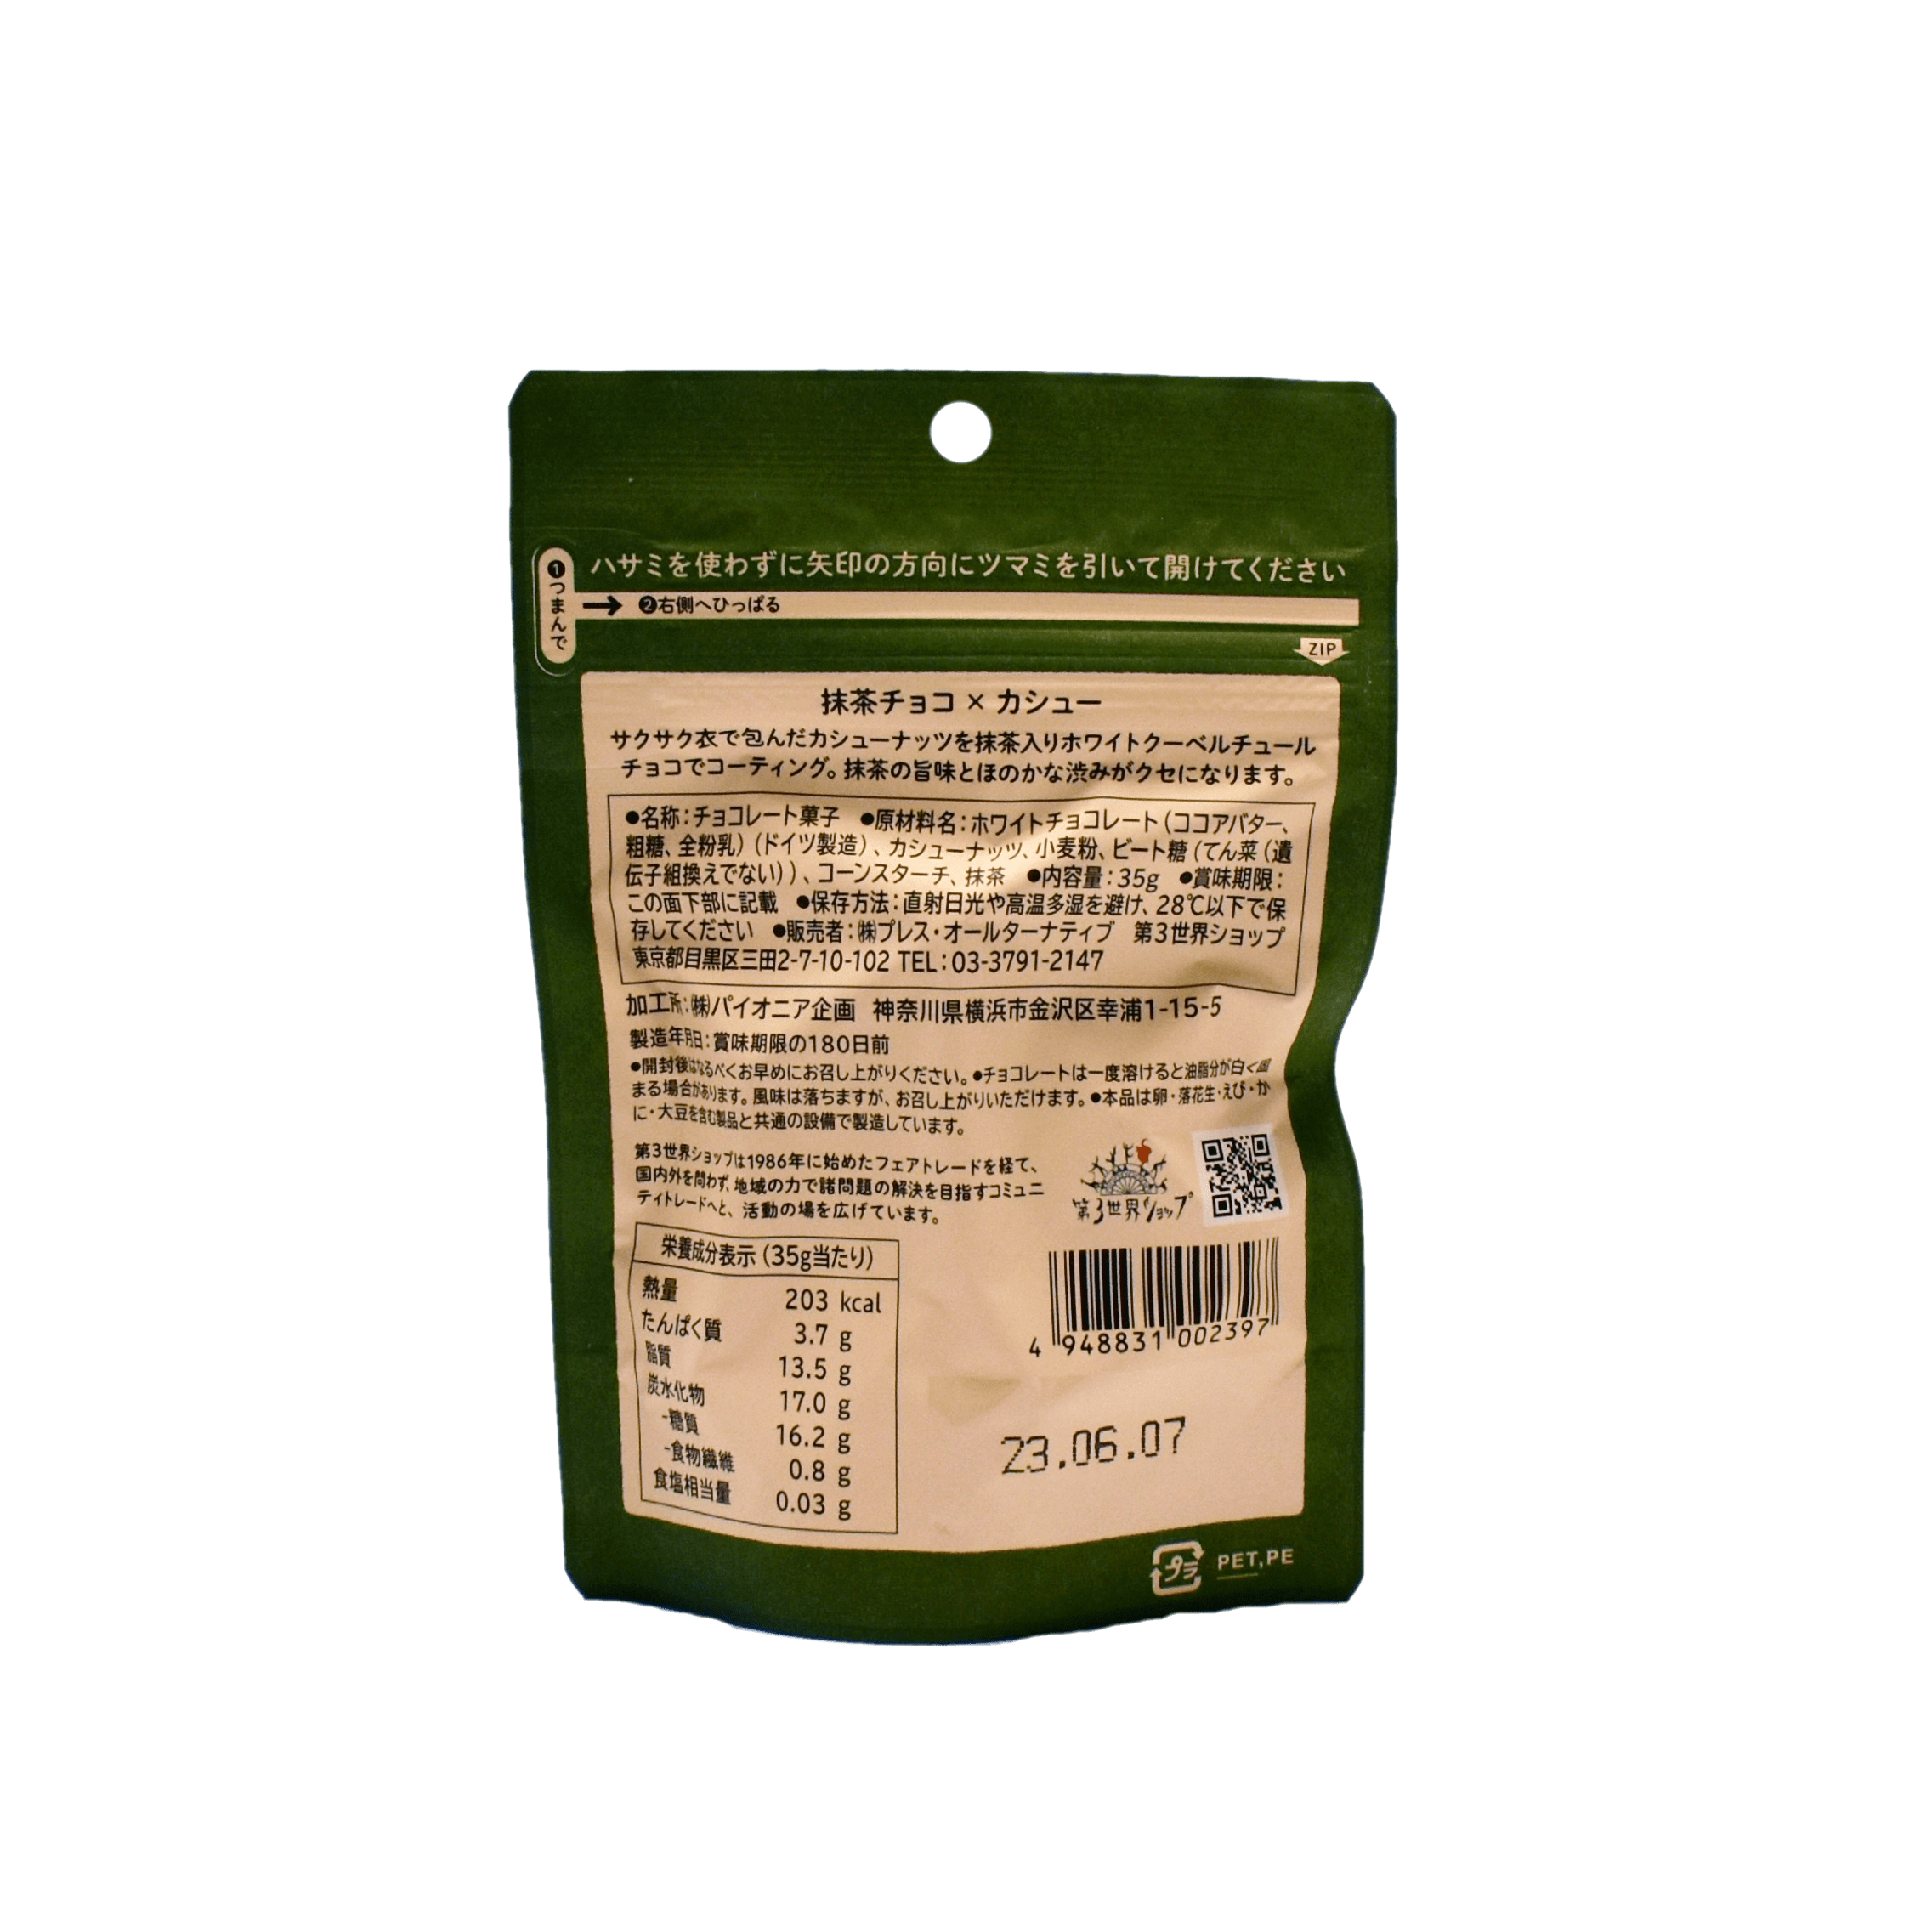 ハサミを使わずに矢印の方向にツマミを引いて開けてください
❶つまんで
→ ❷右側へひっぱる
ZIP
抹茶チョコ × カシュー
サクサク衣で包んだカシューナッツを抹茶入りホワイトクーベルチュール
チョコでコーティング。抹茶の旨味とほのかな渋みがクセになります。
●名称：チョコレート菓子 ●原材料名：ホワイトチョコレート（ココアバター、
粗糖、全粉乳）（ドイツ製造）、カシューナッツ、小麦粉、ビート糖（てん菜（遺
伝子組換えでない））、コーンスターチ、抹茶 ●内容量：35g ●賞味期限：
この面下部に記載 ●保存方法：直射日光や高温多湿を避け、28℃以下で保
存してください ●販売者：㈱プレス・オールターナティブ 第3世界ショップ
東京都目黒区三田2-7-10-102 TEL：03-3791-2147
加工所：㈱パイオニア企画 神奈川県横浜市金沢区幸浦1-15-5
製造年月日：賞味期限の180日前
●開封後はなるべくお早めにお召し上がりください。●チョコレートは一度溶けると油脂分が白く固
まる場合があります。風味は落ちますが、お召し上がりいただけます。●本品は卵・落花生・えび・か
に・大豆を含む製品と共通の設備で製造しています。
第3世界ショップは1986年に始めたフェアトレードを経て、
国内外を問わず、地域の力で諸問題の解決を目指すコミュニ
ティトレードへと、活動の場を広げています。
第3世界ショップ
栄養成分表示（35g当たり）
熱量 203 kcal
たんぱく質 3.7 g
脂質 13.5 g
炭水化物 17.0 g
-糖質 16.2 g
-食物繊維 0.8 g
食塩相当量 0.03 g
4 948831 002397
23.06.07
プラ PET,PE